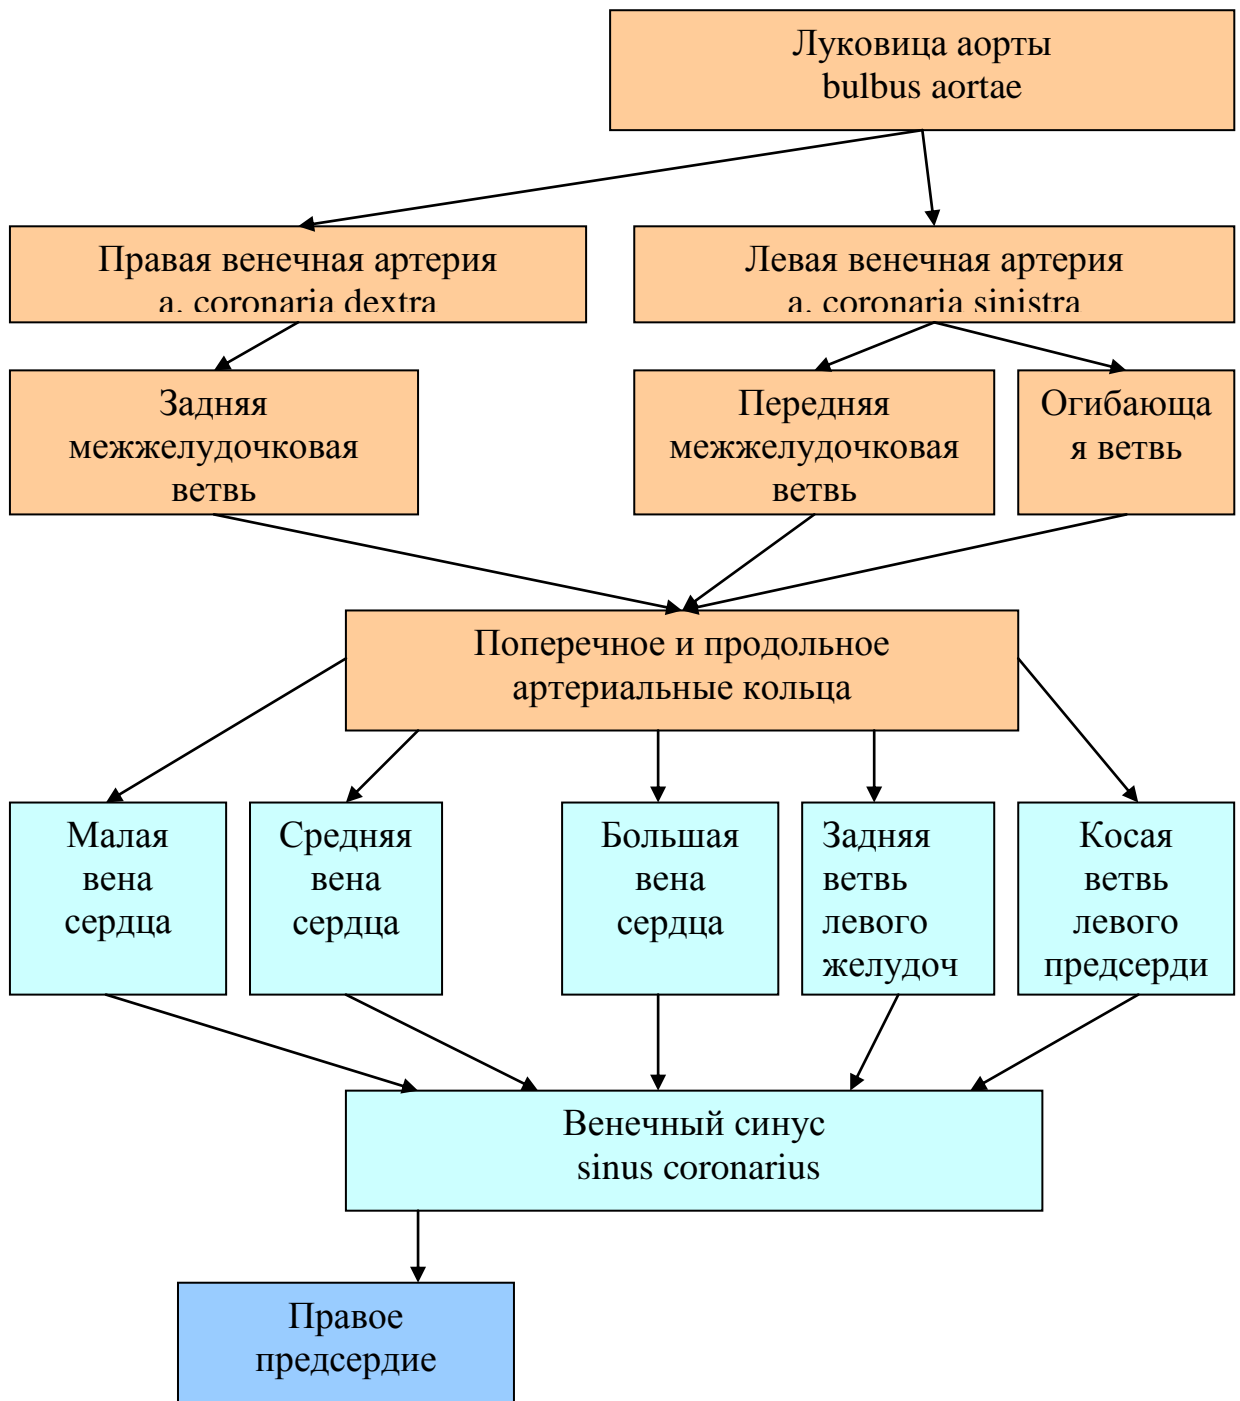 Луковица аорты
bulbus aortae
Правая венечная артерия
a. coronaria dextra
Левая венечная артерия
a. coronaria sinistra
Задняя
межжелудочковая
ветвь
Передняя
межжелудочковая
ветвь
Огибающа
я ветвь
Поперечное и продольное
артериальные кольца
Малая
вена
сердца
Средняя
вена
сердца
Большая
вена
сердца
Задняя
ветвь
левого
желудоч
Косая
ветвь
левого
предсерди
Венечный синус
sinus coronarius
Правое
предсердие